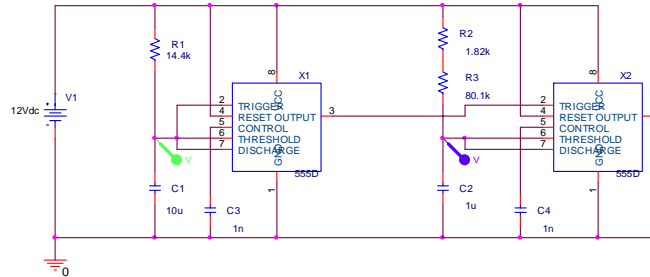 V1
12Vdc
0
R1
14.4k
C1
10u
V
C3
1n
X1
8
VCC
2
4
5
6
7
TRIGGER
RESET OUTPUT
CONTROL
THRESHOLD
DISCHARGE
GND
1
555D
3
R2
1.82k
R3
80.1k
C2
1u
V
C4
1n
X2
8
VCC
2
4
5
6
7
TRIGGER
RESET OUTPUT
CONTROL
THRESHOLD
DISCHARGE
GND
1
555D